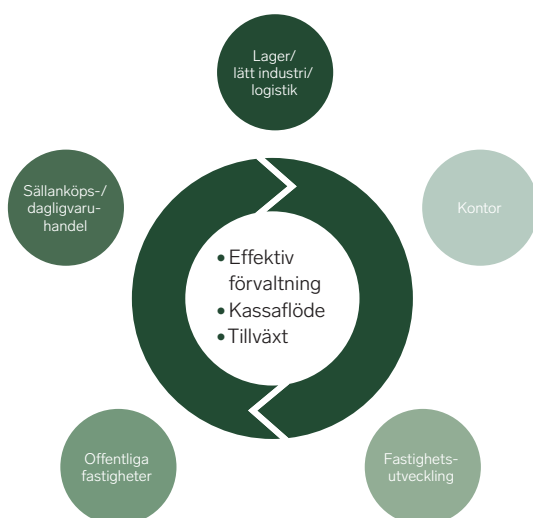 Lager/
lätt industri/
logistik
Sällanköps-/
dagligvaru-
handel
Kontor
• Effektiv
förvaltning
• Kassaflöde
• Tillväxt
Offentliga
fastigheter
Fastighets-
utveckling